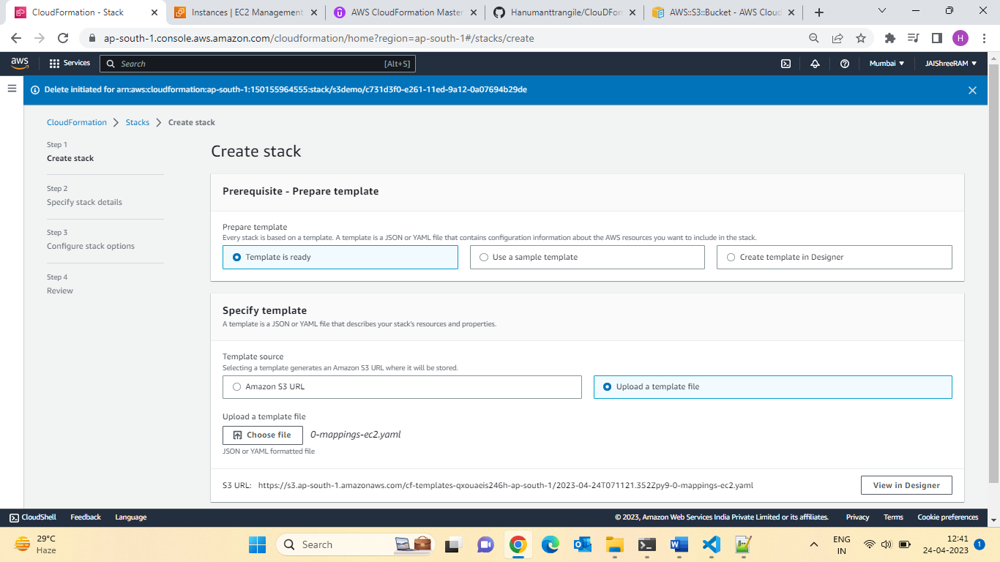 CloudFormation - Stack
Instances | EC2 Management
AWS CloudFormation Master
Hanumanttrangile/CloudFor
AWS::S3::Bucket - AWS Cloud
ap-south-1.console.aws.amazon.com/cloudformation/home?region=ap-south-1#/stacks/create
H
aws
Services
Search
[Alt+S]
Mumbai
JAIShreeRAM
Delete initiated for arn:aws:cloudformation:ap-south-1:150155964555:stack/s3demo/c731d3f0-e261-11ed-9a12-0a07694b29de
CloudFormation
Stacks
Create stack
Step 1
Create stack
Step 2
Specify stack details
Step 3
Configure stack options
Step 4
Review
Create stack
Prerequisite - Prepare template
Prepare template
Every stack is based on a template. A template is a JSON or YAML file that contains configuration information about the AWS resources you want to include in the stack.
Template is ready
Use a sample template
Create template in Designer
Specify template
A template is a JSON or YAML file that describes your stack's resources and properties.
Template source
Selecting a template generates an Amazon S3 URL where it will be stored.
Amazon S3 URL
Upload a template file
Upload a template file
Choose file
0-mappings-ec2.yaml
JSON or YAML formatted file
S3 URL: https://s3.ap-south-1.amazonaws.com/cf-templates-qxouaeis246h-ap-south-1/2023-04-24T071121.352Zpy9-0-mappings-ec2.yaml
View in Designer
CloudShell
Feedback
Language
© 2023, Amazon Web Services India Private Limited or its affiliates.
Privacy
Terms
Cookie preferences
29°C
Haze
Search
ENG
IN
12:41
24-04-2023
1